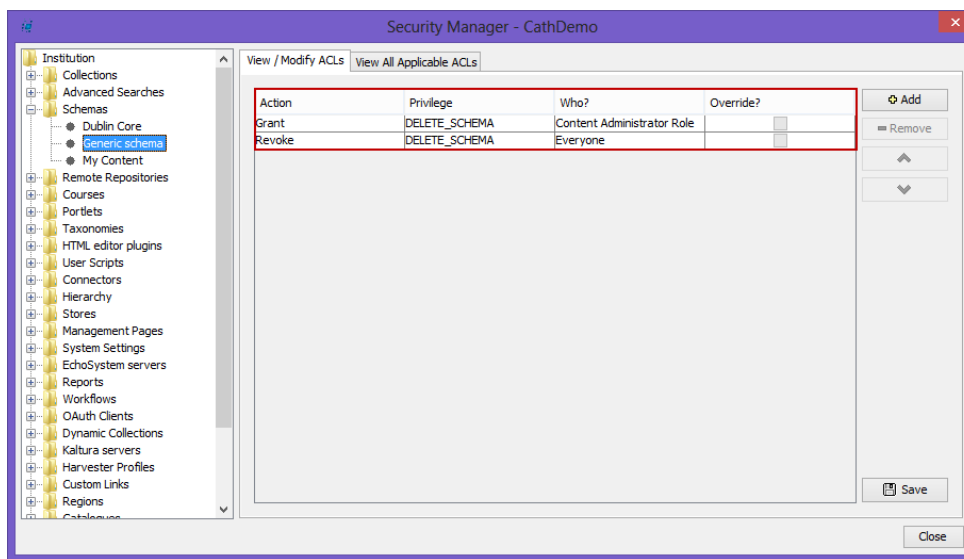 Security Manager - CathDemo
Institution
Collections
Advanced Searches
Schemas
Dublin Core
Generic schema
My Content
Remote Repositories
Courses
Portlets
Taxonomies
HTML editor plugins
User Scripts
Connectors
Hierarchy
Stores
Management Pages
System Settings
EchoSystem servers
Reports
Workflows
OAuth Clients
Dynamic Collections
Kaltura servers
Harvester Profiles
Custom Links
Regions
Catalogues
View / Modify ACLs View All Applicable ACLs
Action Privilege Who? Override?
Grant DELETE_SCHEMA Content Administrator Role
Revoke DELETE_SCHEMA Everyone
Add
Remove
Save
Close